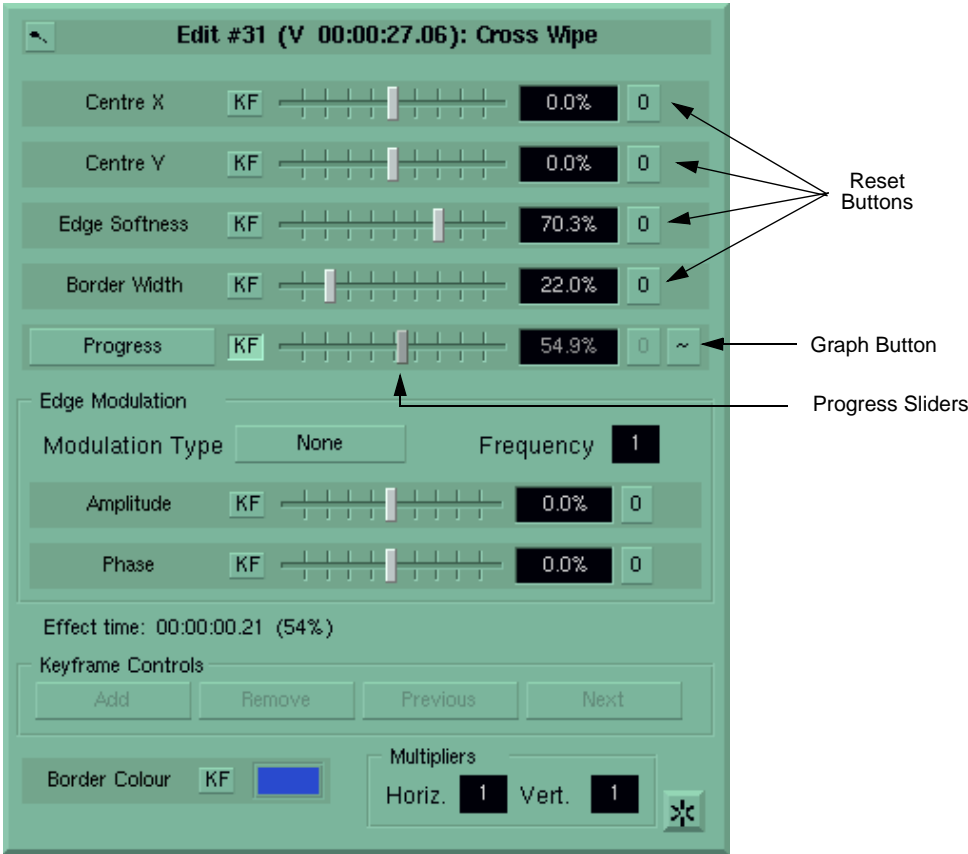 Edit #31 (V 00:00:27.06): Cross Wipe
Centre X KF 0.0% 0
Centre Y KF 0.0% 0
Reset
Buttons
Edge Softness KF 70.3% 0
Border Width KF 22.0% 0
Progress KF 54.9% 0 ~
Graph Button
Progress Sliders
Edge Modulation
Modulation Type None Frequency 1
Amplitude KF 0.0% 0
Phase KF 0.0% 0
Effect time: 00:00:00.21 (54%)
Keyframe Controls
Add Remove Previous Next
Border Colour KF
Multipliers
Horiz. 1 Vert. 1